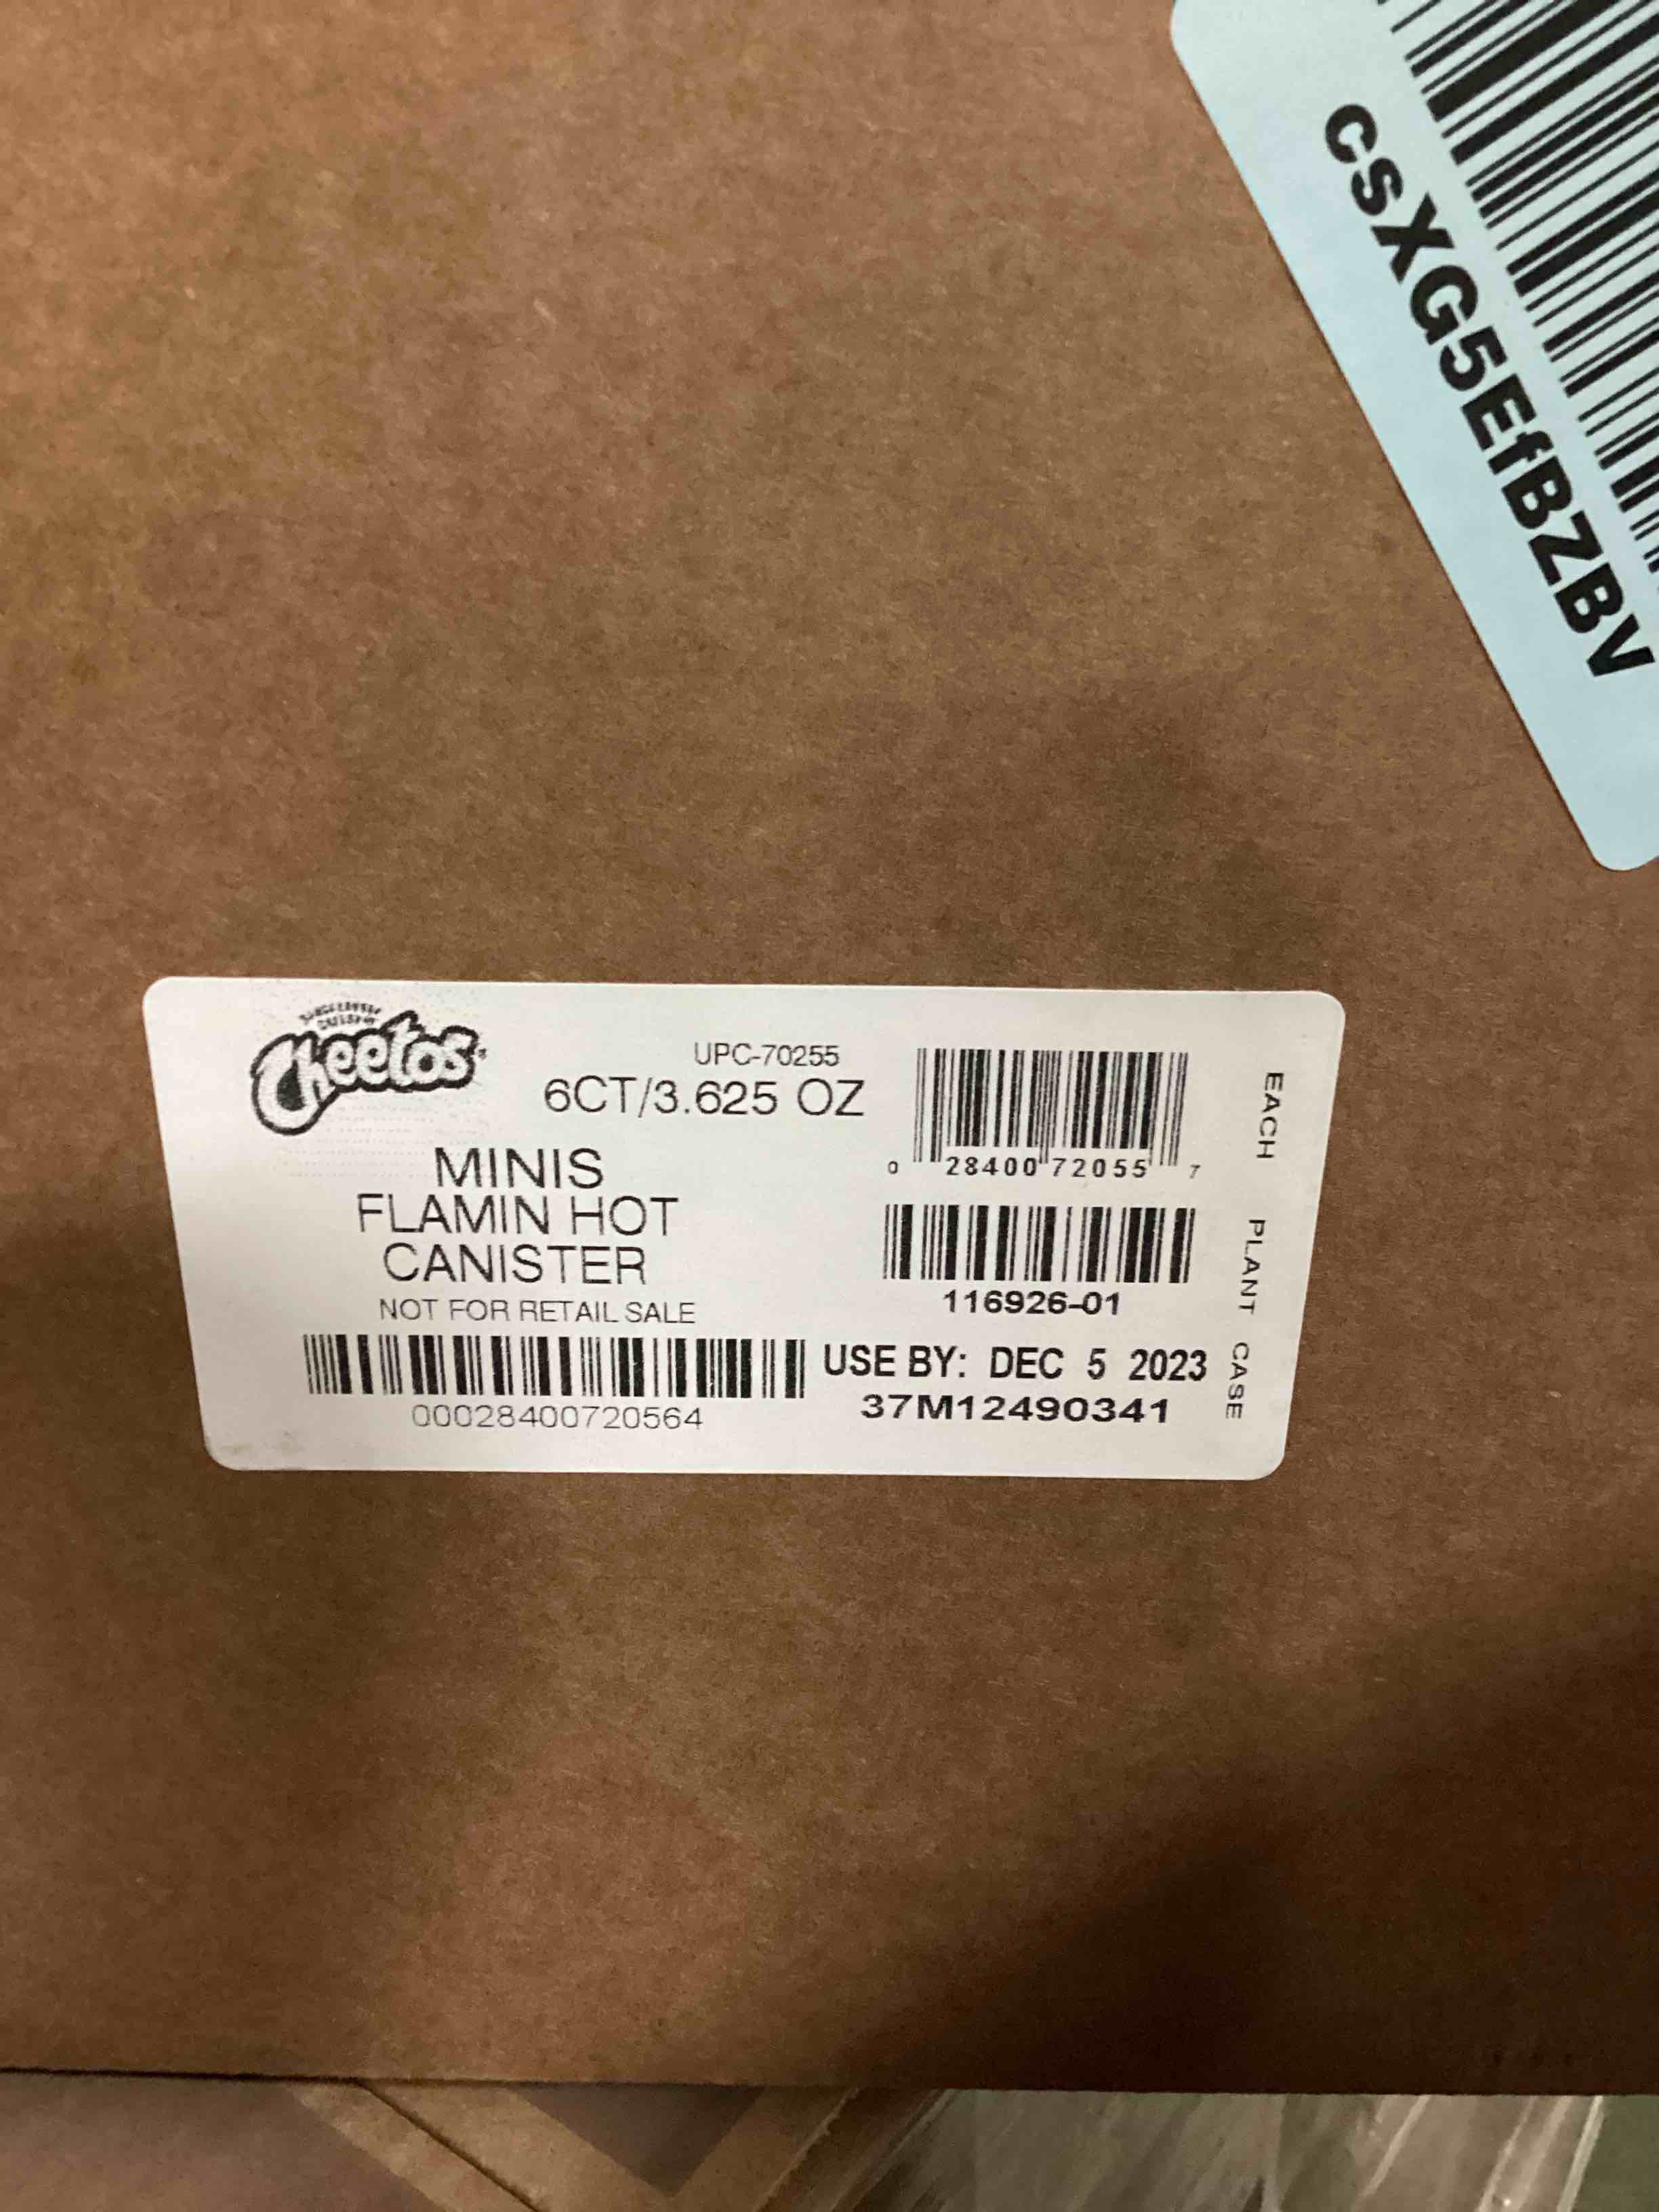 csXG5EfBZBV
Cheetos
UPC-70255
6CT/3.625 OZ
MINIS
FLAMIN HOT
CANISTER
NOT FOR RETAIL SALE
00028400720564
0 28400 72055 7
116926-01
USE BY: DEC 5 2023
37M12490341
EACH
PLANT
CASE